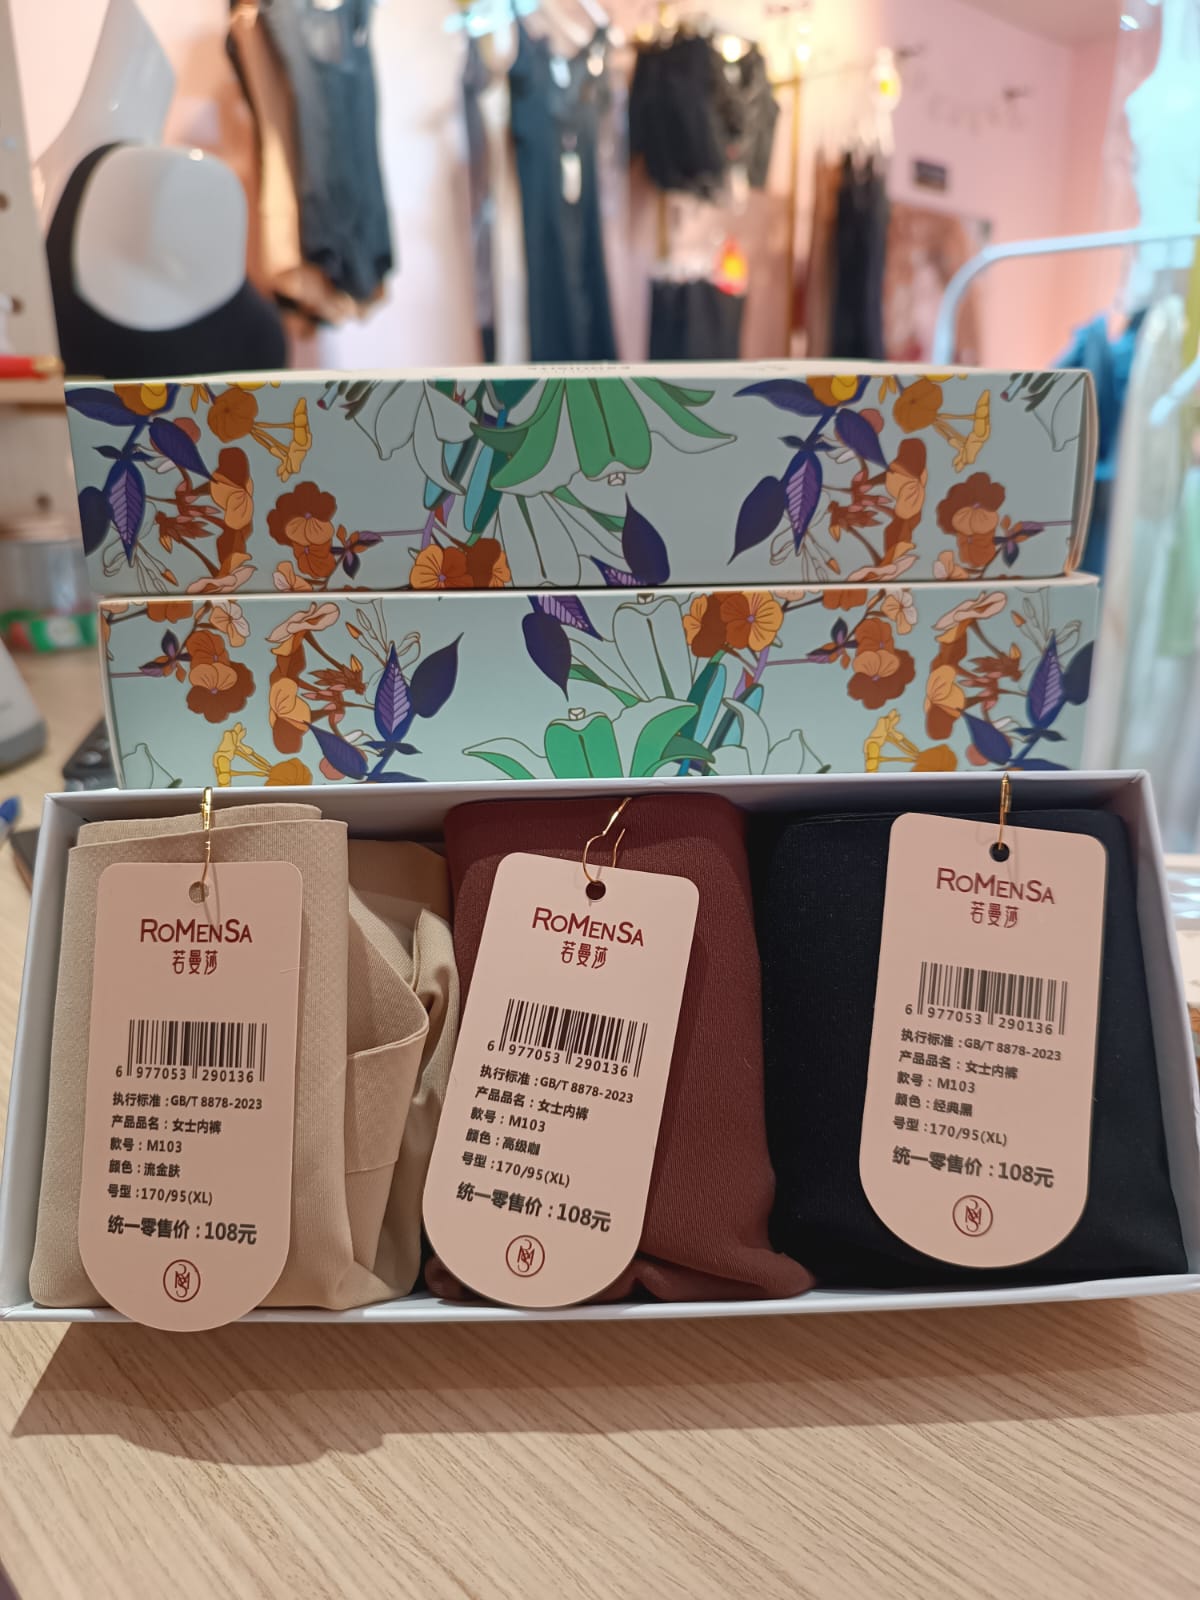 ROMENSA
若曼莎
6 977053 290136
执行标准:GB/T 8878-2023
产品品名:女士内裤
款号:M103
颜色:流金肤
号型:170/95(XL)
统一零售价:108元
ROMENSA
若曼莎
6 977053 290136
执行标准:GB/T 8878-2023
产品品名:女士内裤
款号:M103
颜色:高级咖
号型:170/95(XL)
统一零售价:108元
ROMENSA
若曼莎
6 977053 290136
执行标准:GB/T 8878-2023
产品品名:女士内裤
款号:M103
颜色:经典黑
号型:170/95(XL)
统一零售价:108元